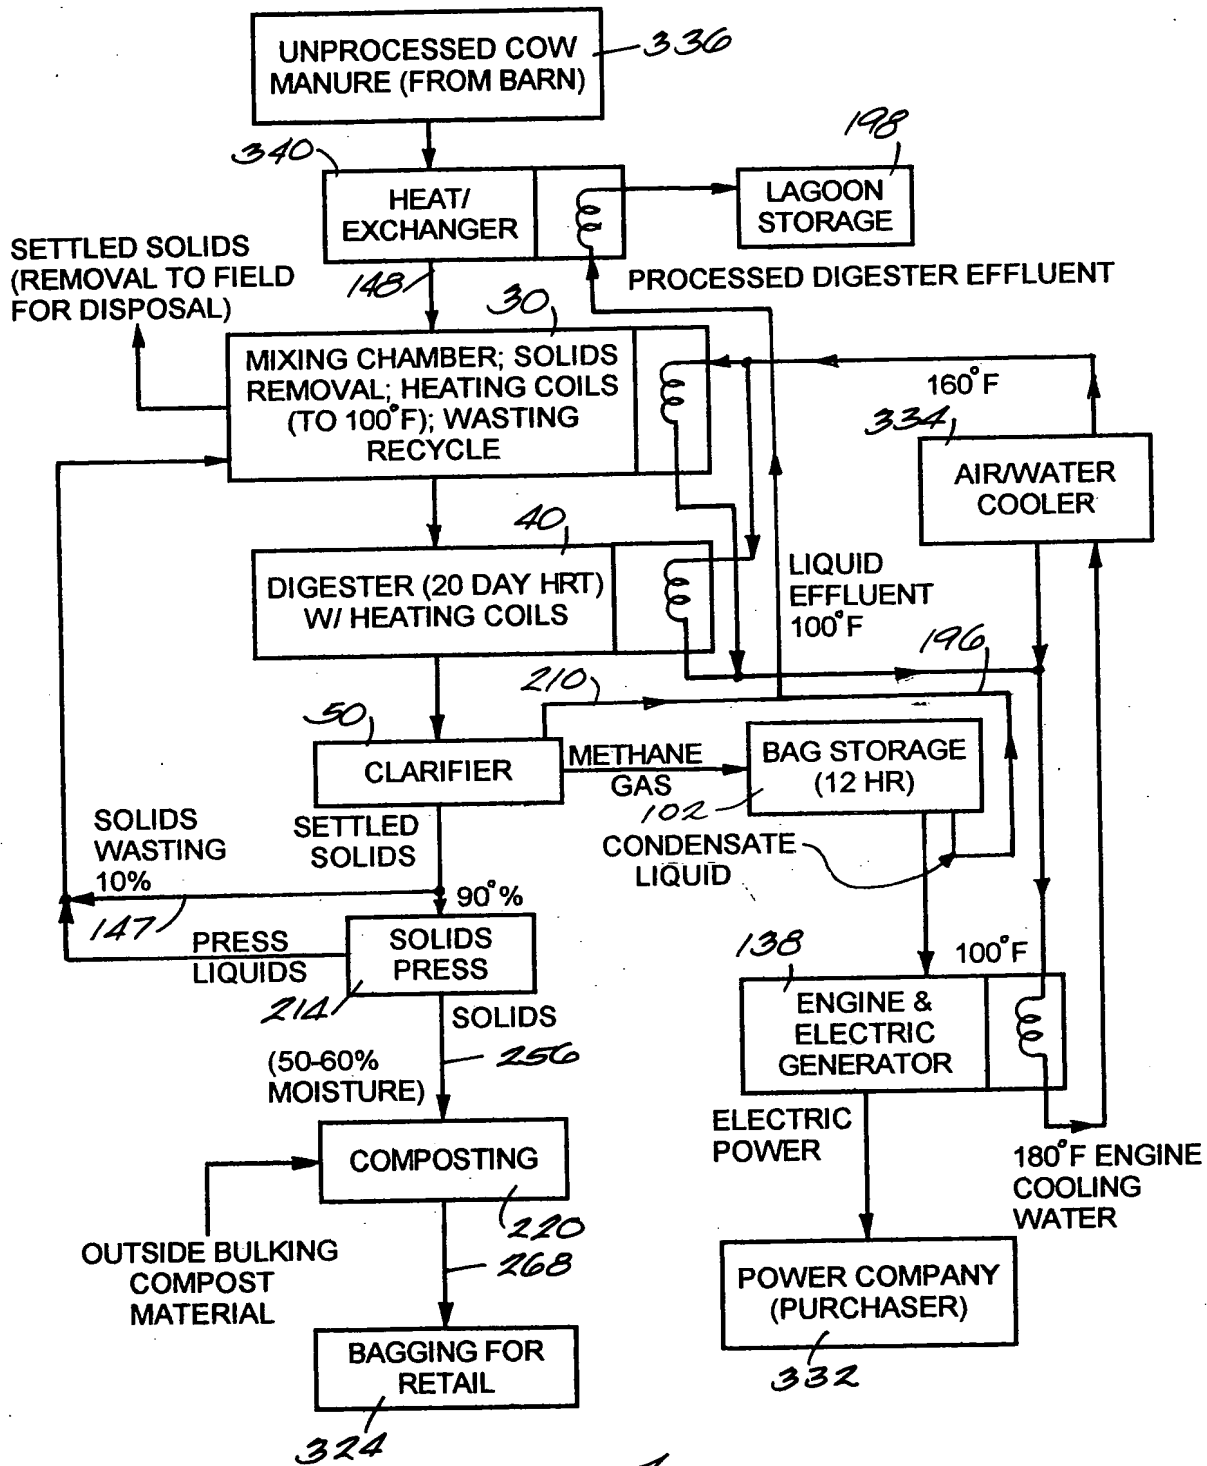 UNPROCESSED COW
MANURE (FROM BARN)
336
340
198
HEAT/
EXCHANGER
LAGOON
STORAGE
SETTLED SOLIDS
(REMOVAL TO FIELD
FOR DISPOSAL)
148
PROCESSED DIGESTER EFFLUENT
30
MIXING CHAMBER; SOLIDS
REMOVAL; HEATING COILS
(TO 100°F); WASTING
RECYCLE
160°F
334
AIR/WATER
COOLER
40
DIGESTER (20 DAY HRT)
W/ HEATING COILS
LIQUID
EFFLUENT
100°F
196
210
50
CLARIFIER
METHANE
GAS
BAG STORAGE
(12 HR)
102
SETTLED
SOLIDS
CONDENSATE
LIQUID
SOLIDS
WASTING
10%
90°%
147
PRESS
LIQUIDS
SOLIDS
PRESS
214
138
100°F
ENGINE &
ELECTRIC
GENERATOR
SOLIDS
256
(50-60%
MOISTURE)
ELECTRIC
POWER
180°F ENGINE
COOLING
WATER
COMPOSTING
220
OUTSIDE BULKING
COMPOST
MATERIAL
268
POWER COMPANY
(PURCHASER)
332
BAGGING FOR
RETAIL
324